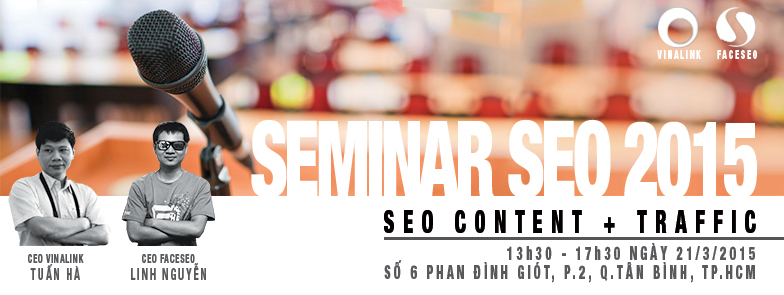 VINALINK
FACESEO
SEMINAR SEO 2015
SEO CONTENT + TRAFFIC
13h30 - 17h30 NGÀY 21/3/2015
SỐ 6 PHAN ĐÌNH GIÓT, P.2, Q.TÂN BÌNH, TP.HCM
CEO VINALINK
TUẤN HÀ
CEO FACESEO
LINH NGUYỄN